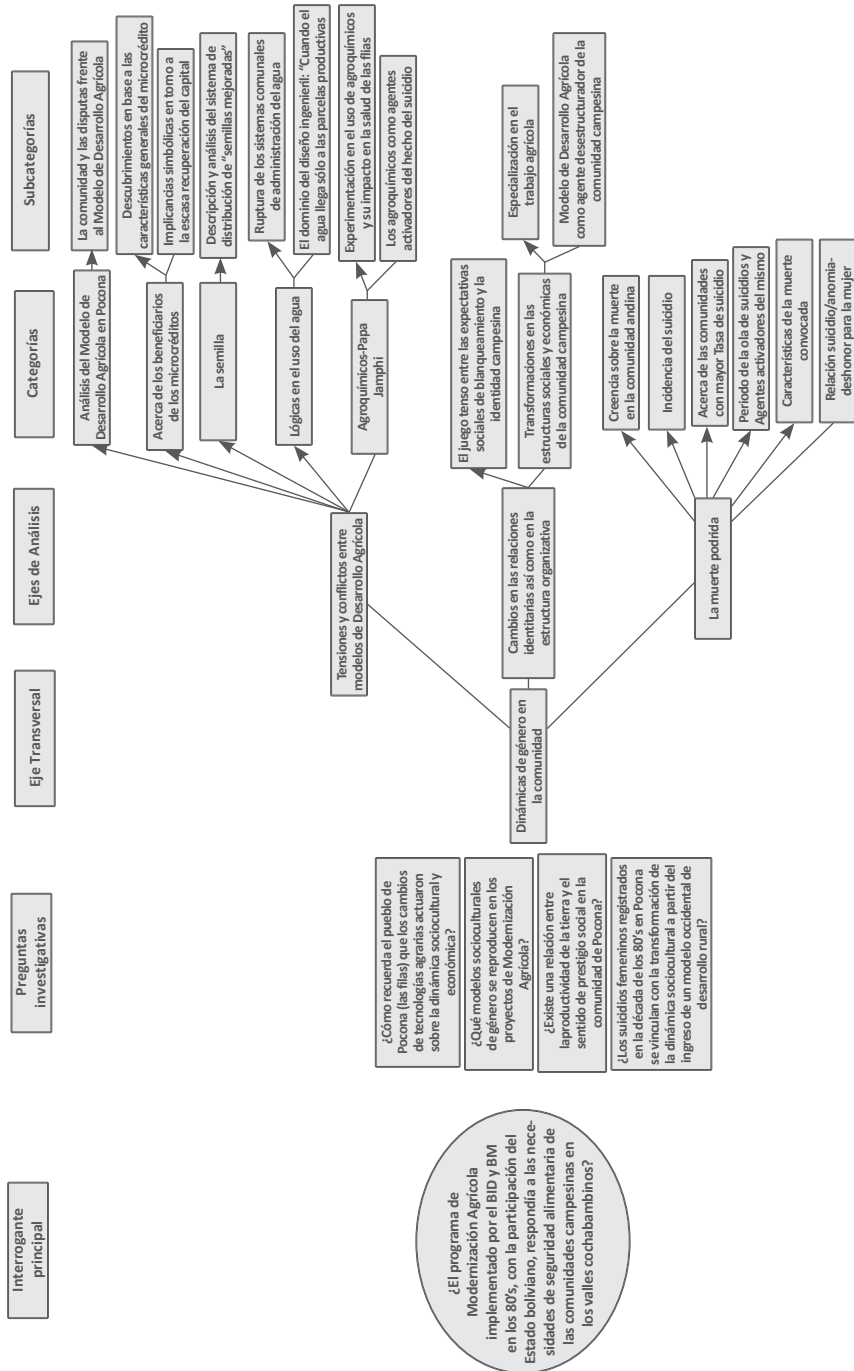 Interrogante
principal
Preguntas
investigativas
Eje Transversal
Ejes de Análisis
Categorías
Subcategorías
¿El programa de
Modernización Agrícola
implementado por el BID y BM
en los 80's, con la participación del
Estado boliviano, respondía a las nece-
sidades de seguridad alimentaria de
las comunidades campesinas en
los valles cochabambinos?
¿Cómo recuerda el pueblo de
Pocona (las filas) que los cambios
de tecnologías agrarias actuaron
sobre la dinámica sociocultural y
económica?
¿Qué modelos socioculturales
de género se reproducen en los
proyectos de Modernización
Agrícola?
¿Existe una relación entre
laproductividad de la tierra y el
sentido de prestigio social en la
comunidad de Pocona?
¿Los suicidios femeninos registrados
en la década de los 80's en Pocona
se vinculan con la transformación de
la dinámica sociocultural a partir del
ingreso de un modelo occidental de
desarrollo rural?
Dinámicas de género en
la comunidad
Tensiones y conflictos entre
modelos de Desarrollo Agrícola
Cambios en las relaciones
identitarias así como en la
estructura organizativa
La muerte podrida
Análisis del Modelo de
Desarrollo Agrícola en Pocona
Acerca de los beneficiarios
de los microcréditos
La semilla
Lógicas en el uso del agua
Agroquímicos-Papa
Jamphi
El juego tenso entre las expectativas
sociales de blanqueamiento y la
identidad campesina
Transformaciones en las
estructuras sociales y económicas
de la comunidad campesina
Creencia sobre la muerte
en la comunidad andina
Incidencia del suicidio
Acerca de las comunidades
con mayor Tasa de suicidio
Periodo de la ola de suicidios y
Agentes activadores del mismo
Características de la muerte
convocada
Relación suicidio/anomia-
deshonor para la mujer
La comunidad y las disputas frente
al Modelo de Desarrollo Agrícola
Descubrimientos en base a las
características generales del microcrédito
Implicancias simbólicas en torno a
la escasa recuperación del capital
Descripción y análisis del sistema de
distribución de “semillas mejoradas”
Ruptura de los sistemas comunales
de administración del agua
El dominio del diseño ingenieril: “Cuando el
agua llega sólo a las parcelas productivas
Experimentación en el uso de agroquímicos
y su impacto en la salud de las flias
Los agroquímicos como agentes
activadores del hecho del suicidio
Especialización en el
trabajo agrícola
Modelo de Desarrollo Agrícola
como agente desestructurador de la
comunidad campesina